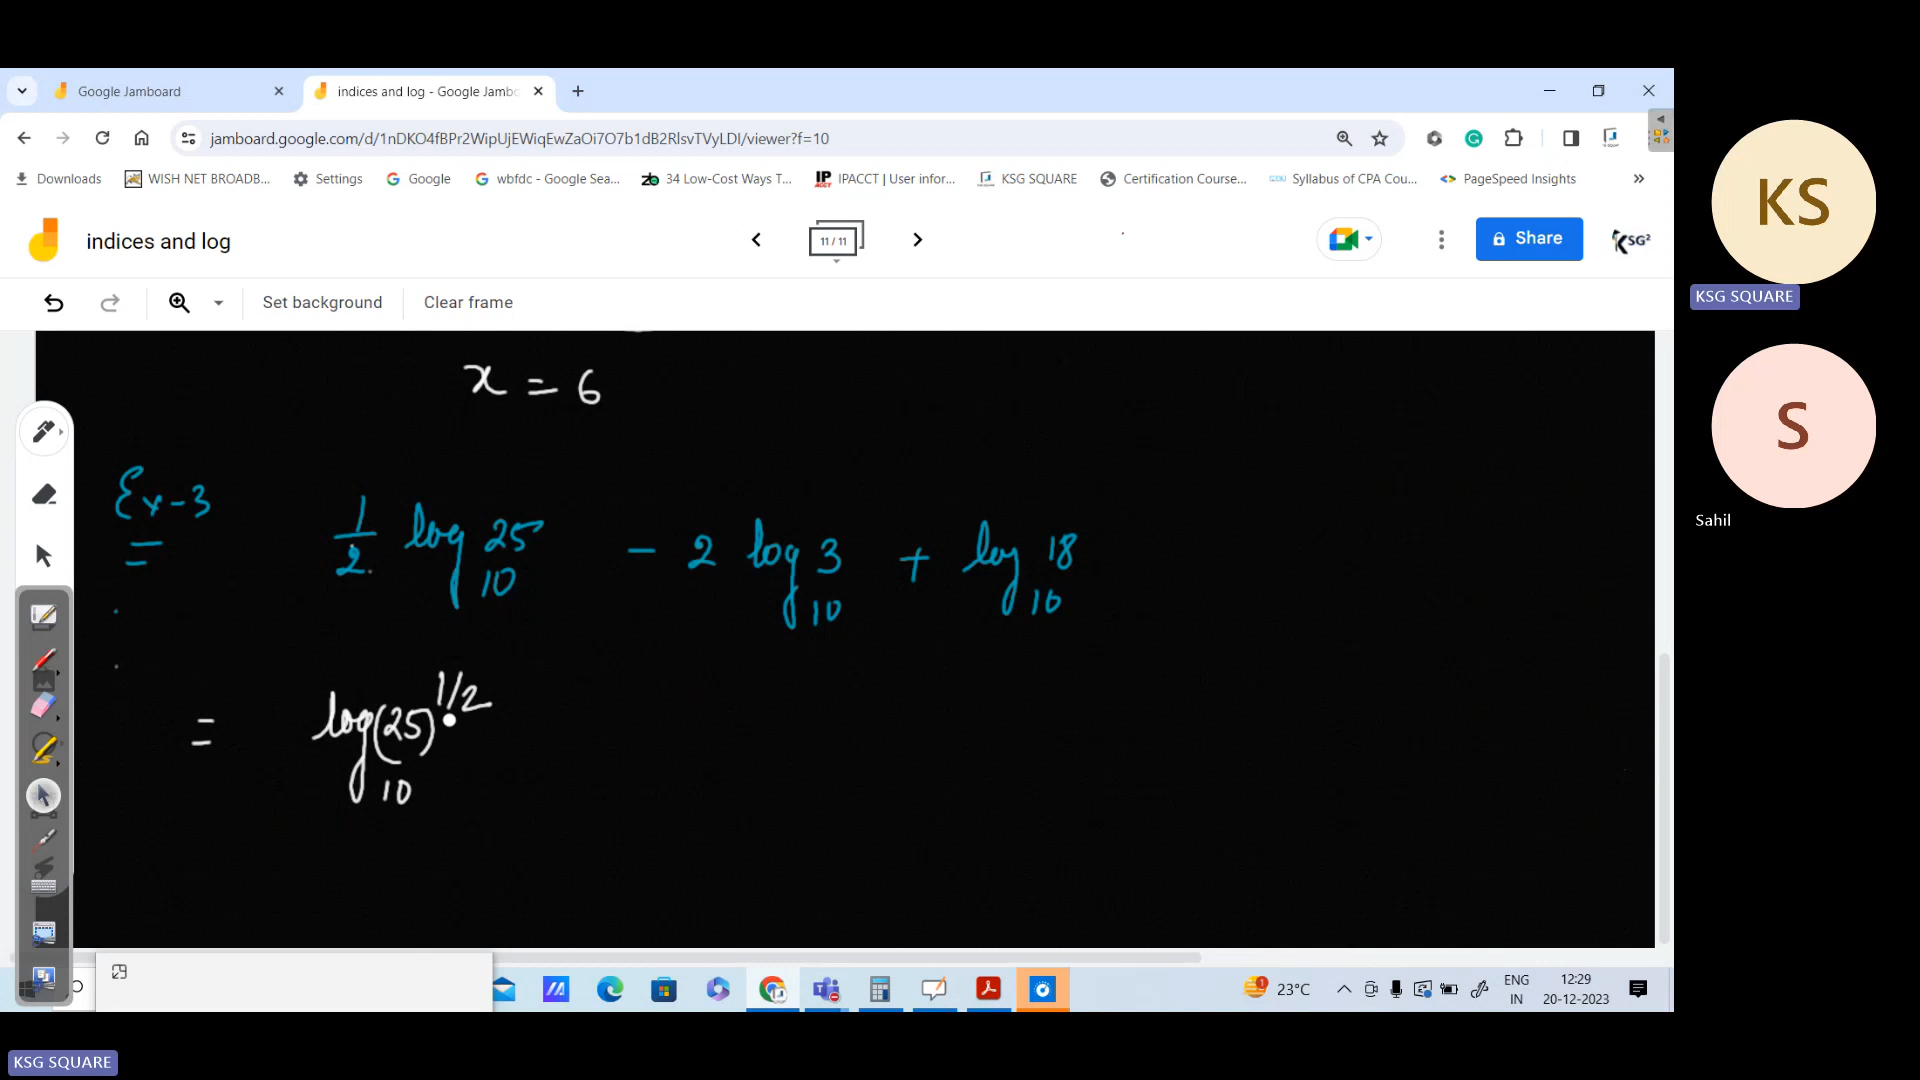 Google Jamboard
indices and log - Google Jambo
jamboard.google.com/d/1nDKO4fBPr2WipUjEWiqEwZaOi7O7b1dB2RlsvTVyLDI/viewer?f=10
Downloads WISH NET BROADB... Settings Google wbfdc - Google Sea... 34 Low-Cost Ways T... IPACCT | User infor... KSG SQUARE Certification Course... Syllabus of CPA Cou... PageSpeed Insights
indices and log 11 / 11 Share KSG²
Set background Clear frame
x = 6
Ex-3 1/2 log₁₀ 25 - 2 log₁₀ 3 + log₁₀ 18
= log₁₀ (25)^1/2
KS
KSG SQUARE
S
Sahil
23°C ENG IN 12:29 20-12-2023
KSG SQUARE